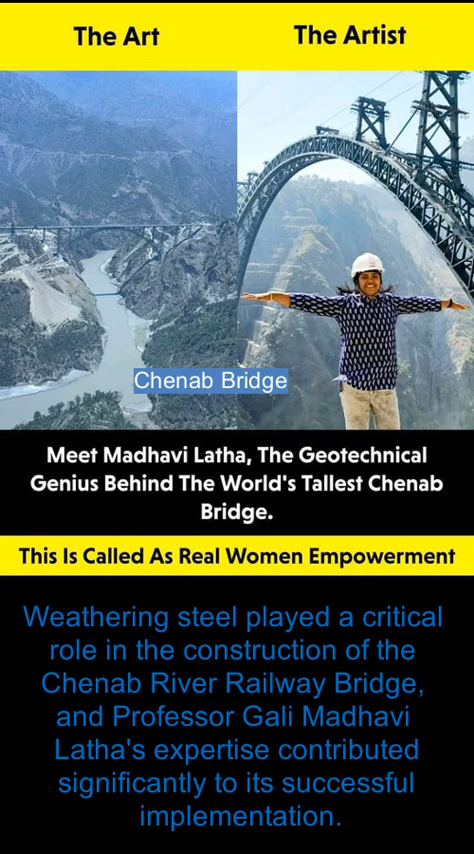 The Art
The Artist
Chenab Bridge
Meet Madhavi Latha, The Geotechnical
Genius Behind The World's Tallest Chenab
Bridge.
This Is Called As Real Women Empowerment
Weathering steel played a critical
role in the construction of the
Chenab River Railway Bridge,
and Professor Gali Madhavi
Latha's expertise contributed
significantly to its successful
implementation.